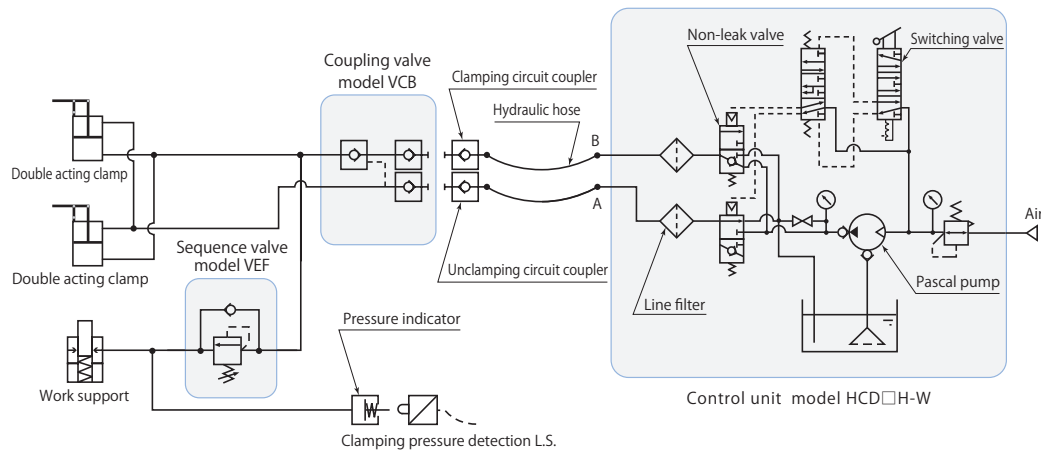 Non-leak valve
Switching valve
Coupling valve
model VCB
Clamping circuit coupler
Hydraulic hose
B
A
Double acting clamp
Double acting clamp
Sequence valve
model VEF
Unclamping circuit coupler
Line filter
Air
Pascal pump
Pressure indicator
Work support
Clamping pressure detection L.S.
Control unit model HCD□H-W